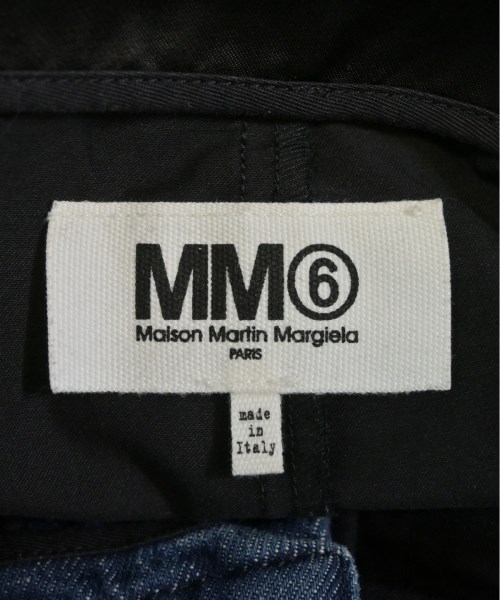 MM⑥
Maison Martin Margiela
PARIS
made
in
Italy